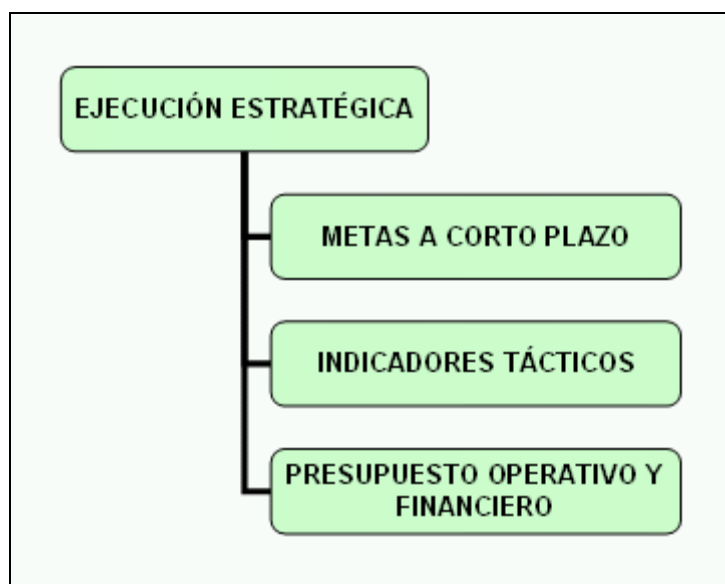 EJECUCIÓN ESTRATÉGICA
METAS A CORTO PLAZO
INDICADORES TÁCTICOS
PRESUPUESTO OPERATIVO Y
FINANCIERO